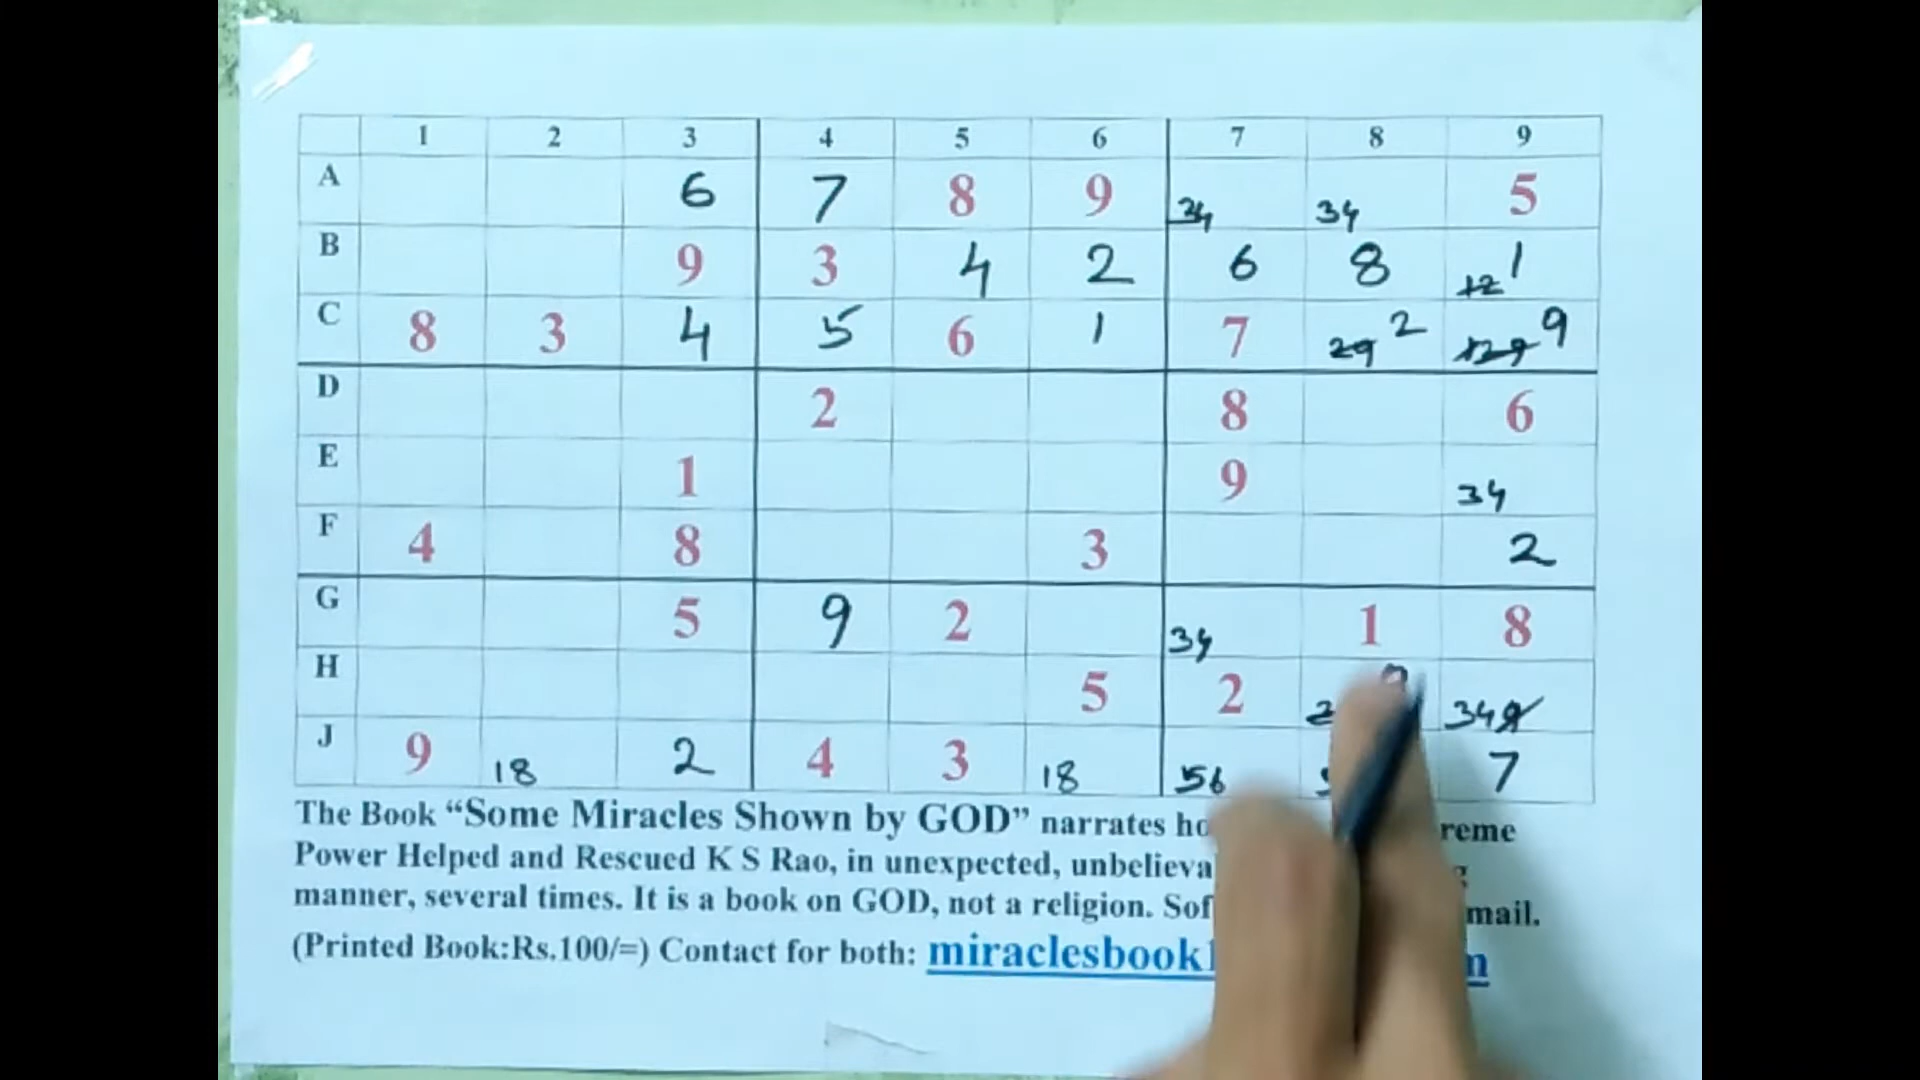 1 2 3 4 5 6 7 8 9
A 6 7 8 9 34 34 5
B 9 3 4 2 6 8 12 1
C 8 3 4 5 6 1 7 29 2 129 9
D 2 8 6
E 1 9 34
F 4 8 3 2
G 5 9 2 34 1 8
H 5 2 349
J 9 18 2 4 3 18 56 7
The Book “Some Miracles Shown by GOD” narrates
Power Helped and Rescued K S Rao, in unexpected,
manner, several times. It is a book on GOD, not a religion.
(Printed Book:Rs.100/=) Contact for both: